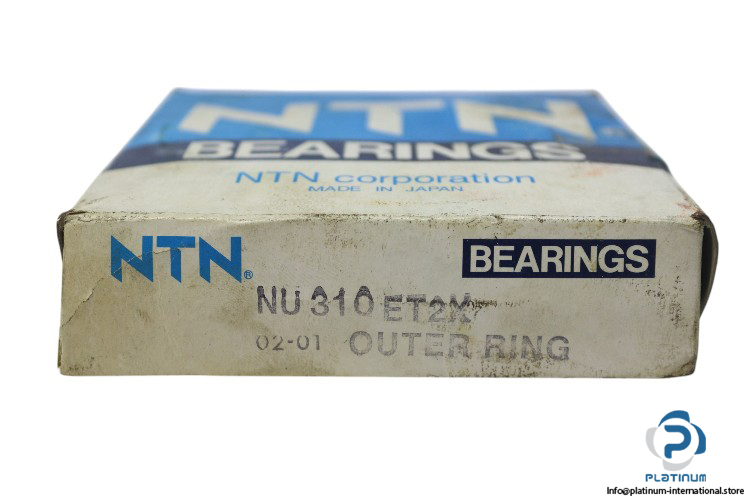 NTN®
BEARINGS
NTN corporation
MADE IN JAPAN
NTN®
BEARINGS
NU 310 ET2X
02-01 OUTER RING
PLATINUM
Info@platinum-international.store